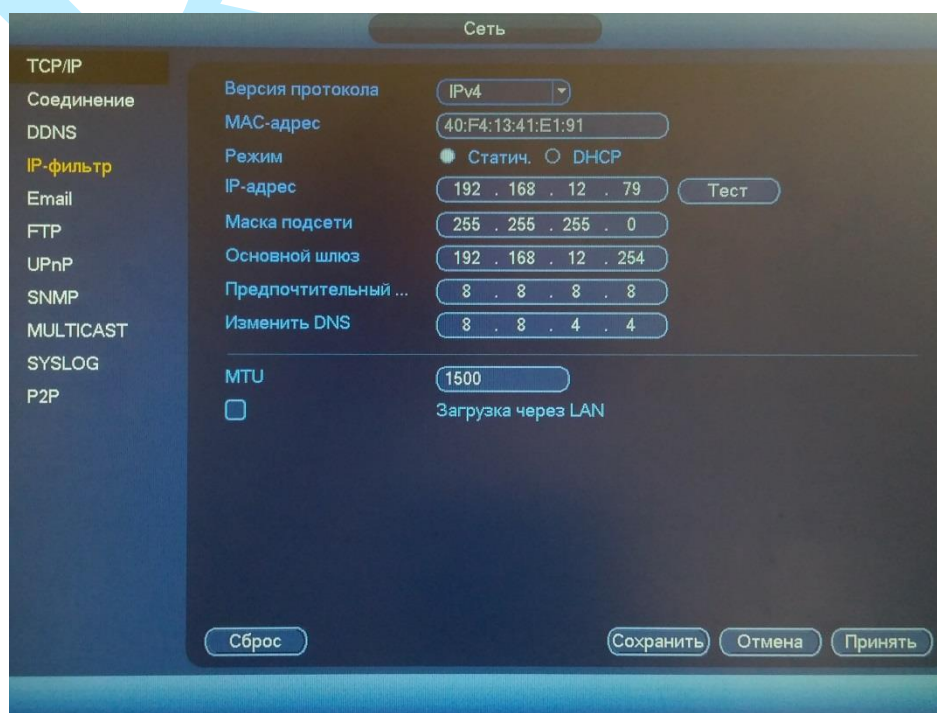 Сеть
TCP/IP
Соединение
DDNS
IP-фильтр
Email
FTP
UPnP
SNMP
MULTICAST
SYSLOG
P2P
Версия протокола IPv4
MAC-адрес 40:F4:13:41:E1:91
Режим Статич. DHCP
IP-адрес 192 . 168 . 12 . 79 Тест
Маска подсети 255 . 255 . 255 . 0
Основной шлюз 192 . 168 . 12 . 254
Предпочтительный ... 8 . 8 . 8 . 8
Изменить DNS 8 . 8 . 4 . 4
MTU 1500
Загрузка через LAN
Сброс Сохранить Отмена Принять